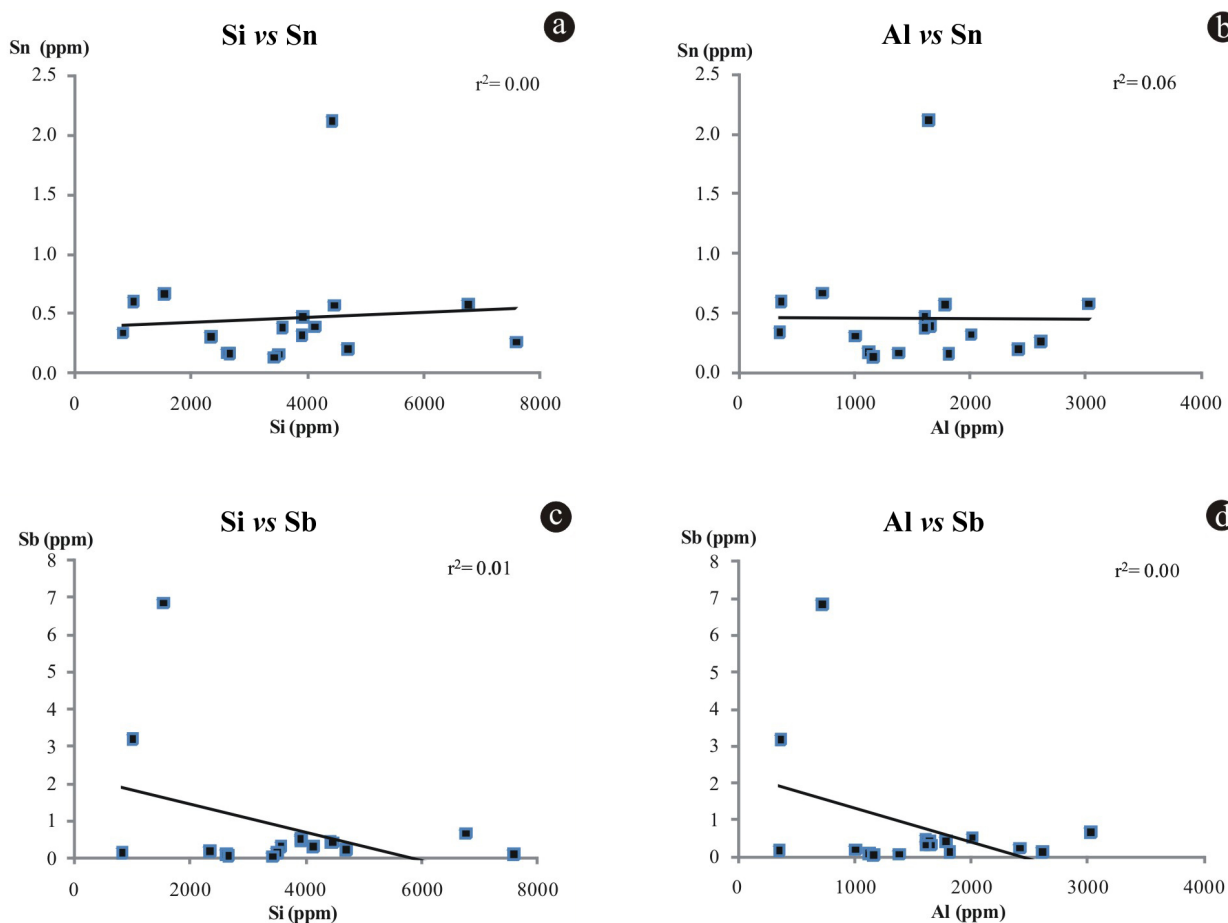 Si vs Sn
a
Sn (ppm)
r²= 0.00
2.5
2.0
1.5
1.0
0.5
0.0
0 2000 4000 6000 8000
Si (ppm)
Al vs Sn
b
Sn (ppm)
r²= 0.06
2.5
2.0
1.5
1.0
0.5
0.0
0 1000 2000 3000 4000
Al (ppm)
Si vs Sb
c
Sb (ppm)
r²= 0.01
8
7
6
5
4
3
2
1
0
0 2000 4000 6000 8000
Si (ppm)
Al vs Sb
d
Sb (ppm)
r²= 0.00
8
7
6
5
4
3
2
1
0
0 1000 2000 3000 4000
Al (ppm)